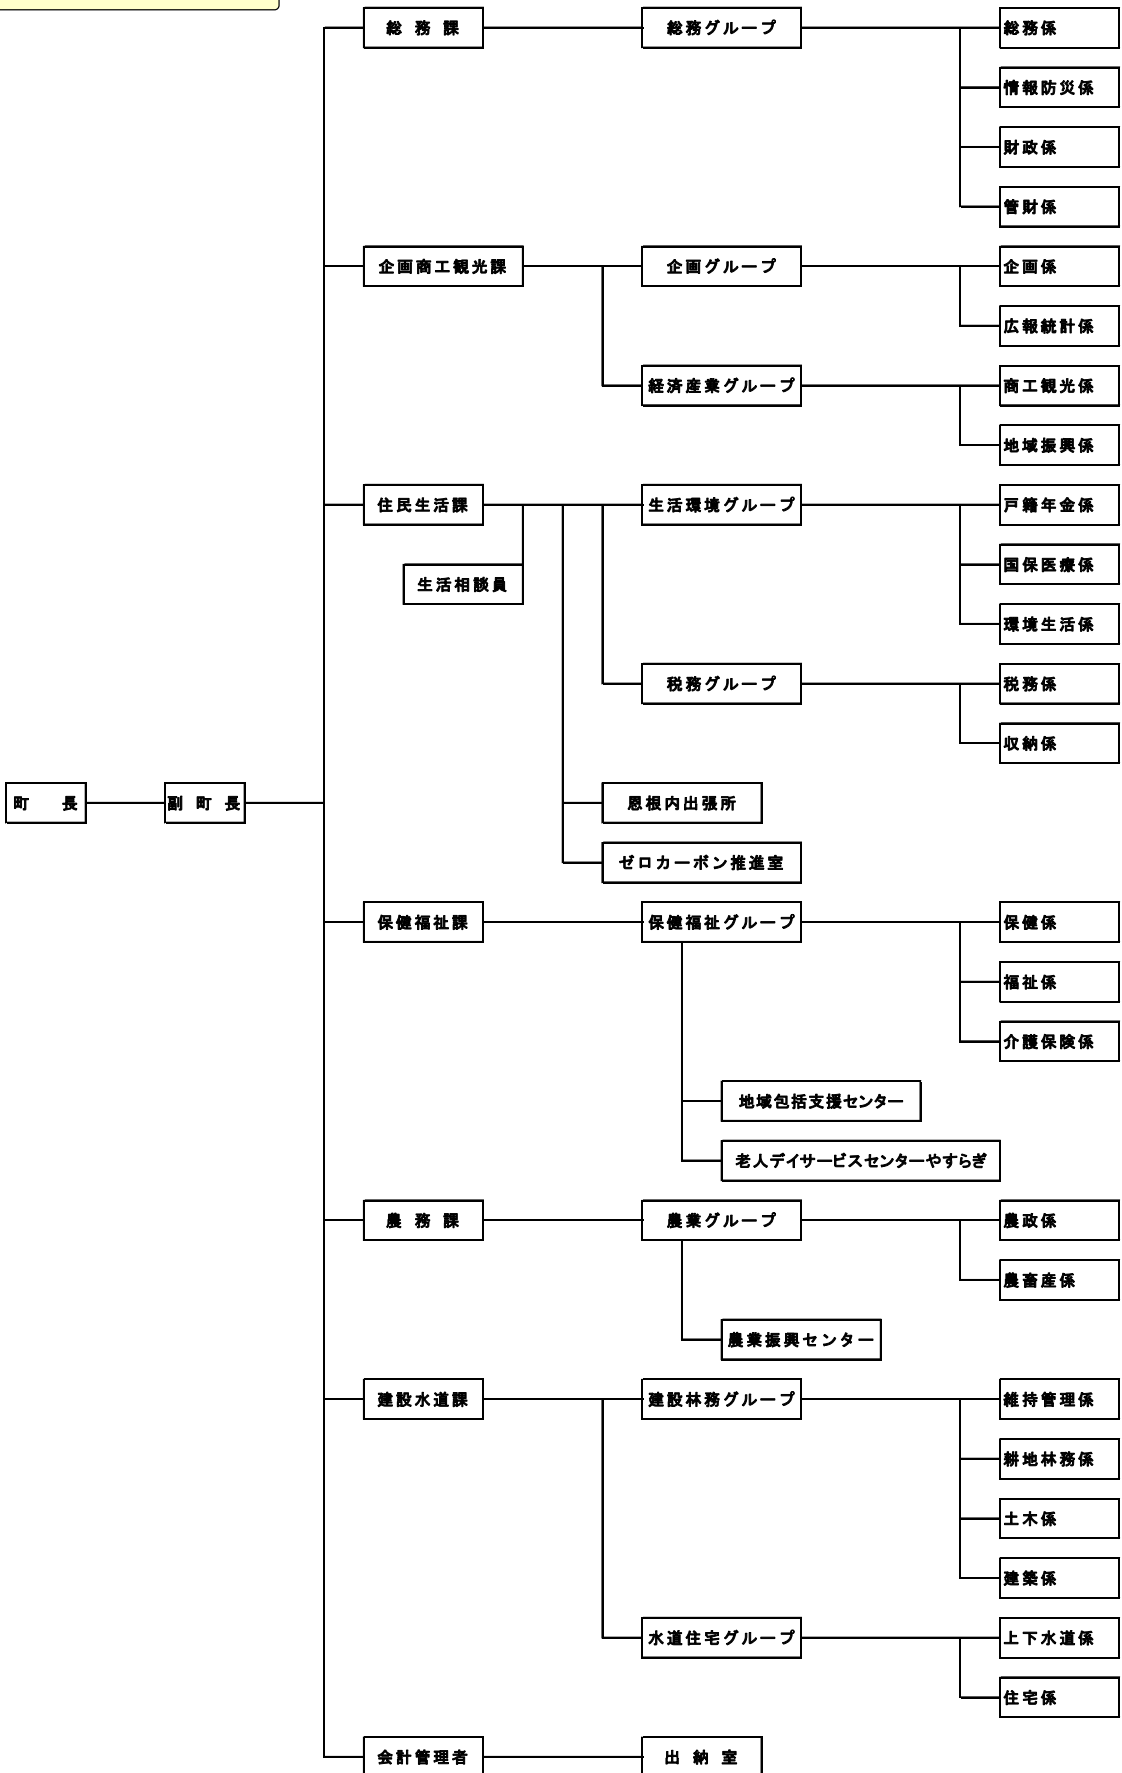 総 務 課
総務グループ
総務係
情報防災係
財政係
管財係
企画商工観光課
企画グループ
企画係
広報統計係
経済産業グループ
商工観光係
地域振興係
住民生活課
生活環境グループ
戸籍年金係
生活相談員
国保医療係
環境生活係
税務グループ
税務係
収納係
町 長
副 町 長
恩根内出張所
ゼロカーボン推進室
保健福祉課
保健福祉グループ
保健係
福祉係
介護保険係
地域包括支援センター
老人デイサービスセンターやすらぎ
農 務 課
農業グループ
農政係
農畜産係
農業振興センター
建設水道課
建設林務グループ
維持管理係
耕地林務係
土木係
建築係
水道住宅グループ
上下水道係
住宅係
会計管理者
出 納 室